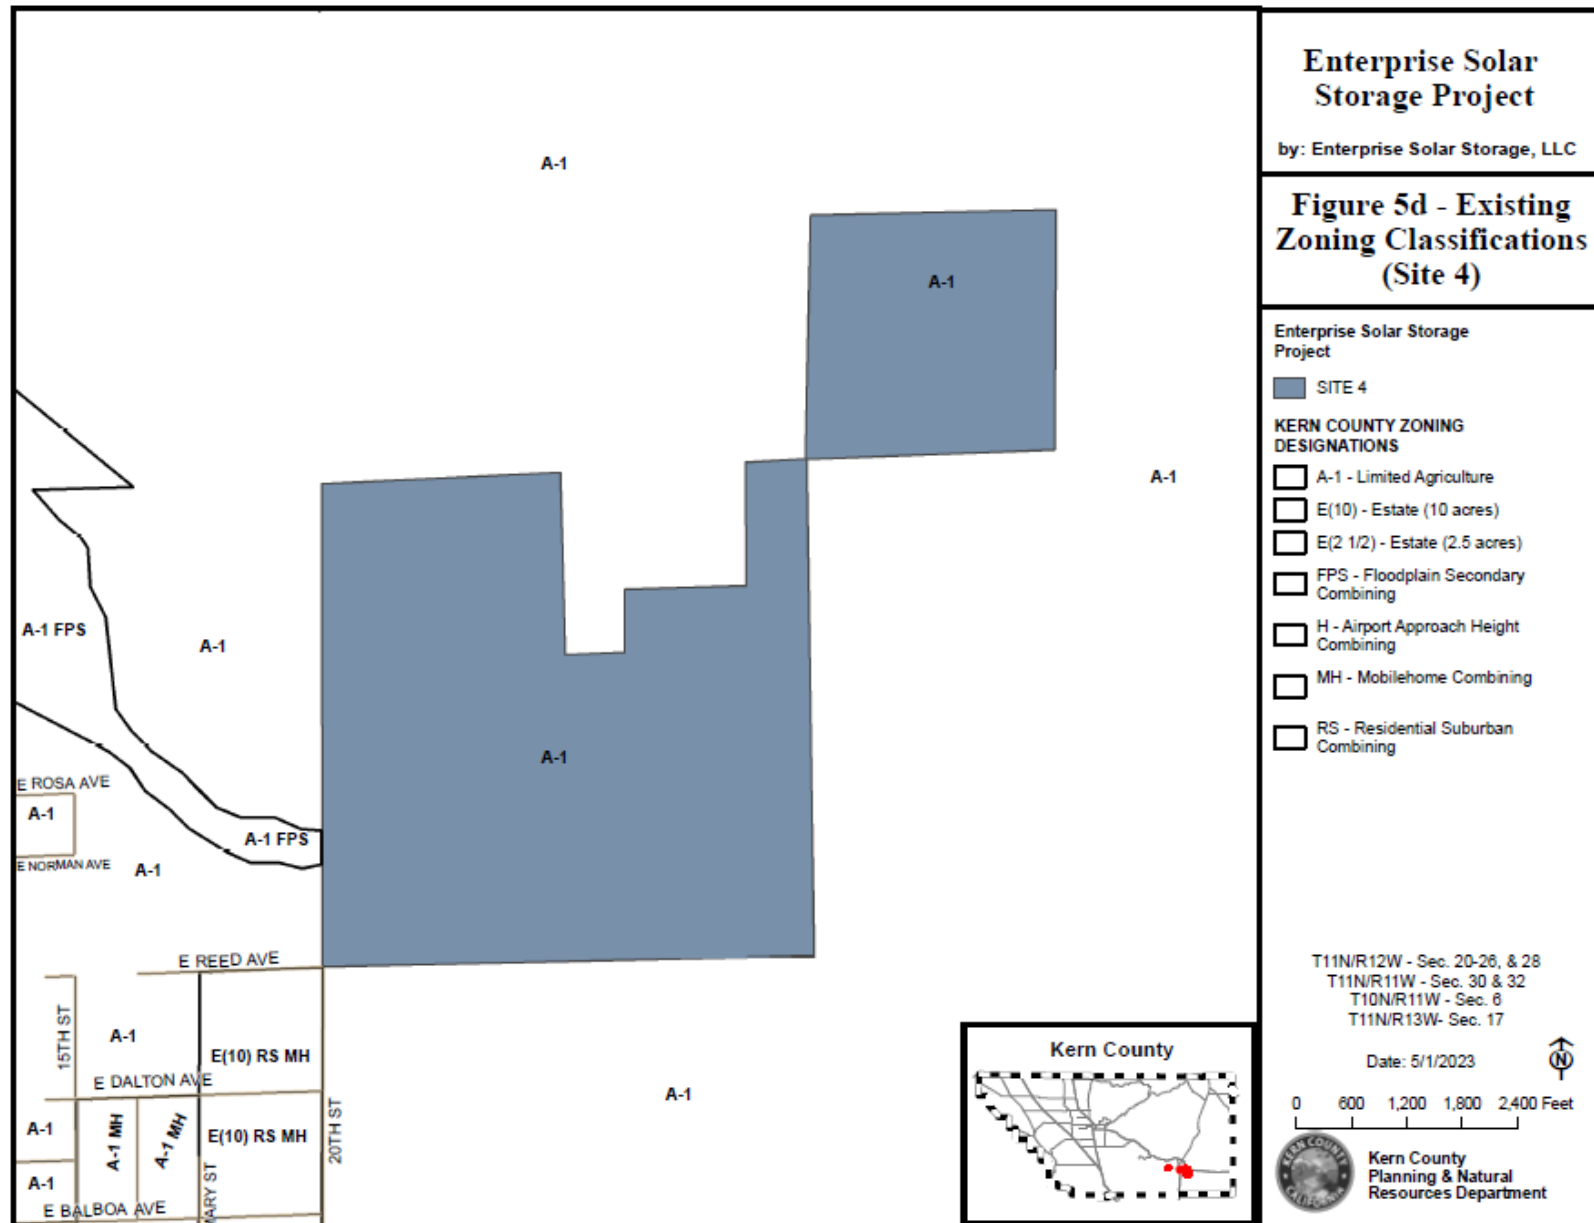 A-1
A-1
A-1
A-1 FPS
A-1
A-1
E ROSA AVE
A-1
A-1 FPS
E NORMAN AVE
A-1
E REED AVE
15TH ST
A-1
E(10) RS MH
E DALTON AVE
A-1
A-1
A-1 MH
A-1 MH
E(10) RS MH
20TH ST
A-1
MARY ST
E BALBOA AVE
Kern County
Enterprise Solar
Storage Project
by: Enterprise Solar Storage, LLC
Figure 5d - Existing
Zoning Classifications
(Site 4)
Enterprise Solar Storage
Project
SITE 4
KERN COUNTY ZONING
DESIGNATIONS
A-1 - Limited Agriculture
E(10) - Estate (10 acres)
E(2 1/2) - Estate (2.5 acres)
FPS - Floodplain Secondary
Combining
H - Airport Approach Height
Combining
MH - Mobilehome Combining
RS - Residential Suburban
Combining
T11N/R12W - Sec. 20-26, & 28
T11N/R11W - Sec. 30 & 32
T10N/R11W - Sec. 6
T11N/R13W- Sec. 17
Date: 5/1/2023
N
0 600 1,200 1,800 2,400 Feet
KERN COUNTY
CALIFORNIA
Kern County
Planning & Natural
Resources Department